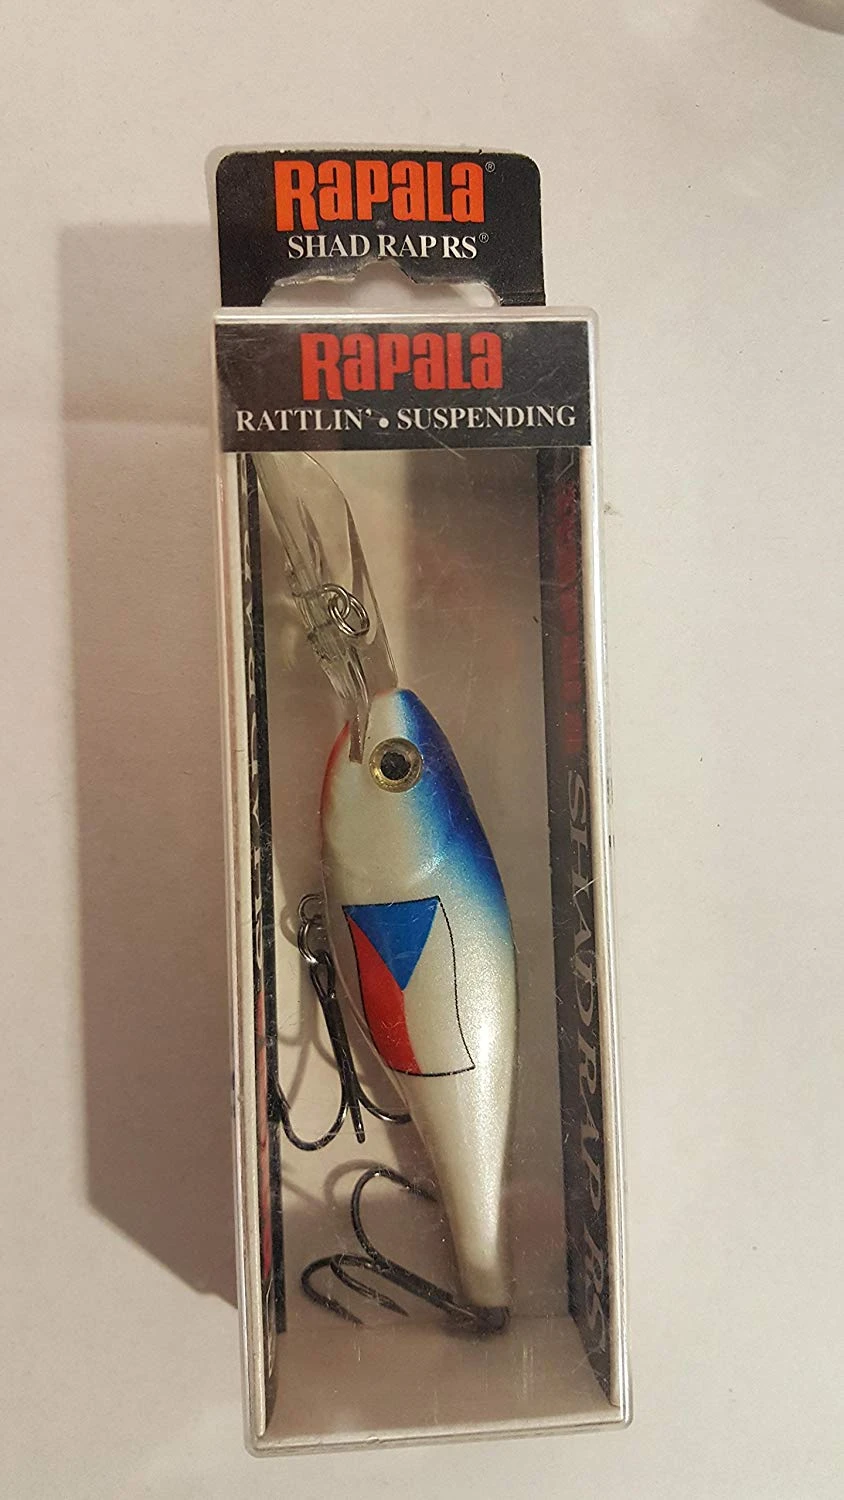 RAPALA®
SHAD RAP RS®
RAPALA®
RATTLIN' • SUSPENDING
SHAD RAP RS